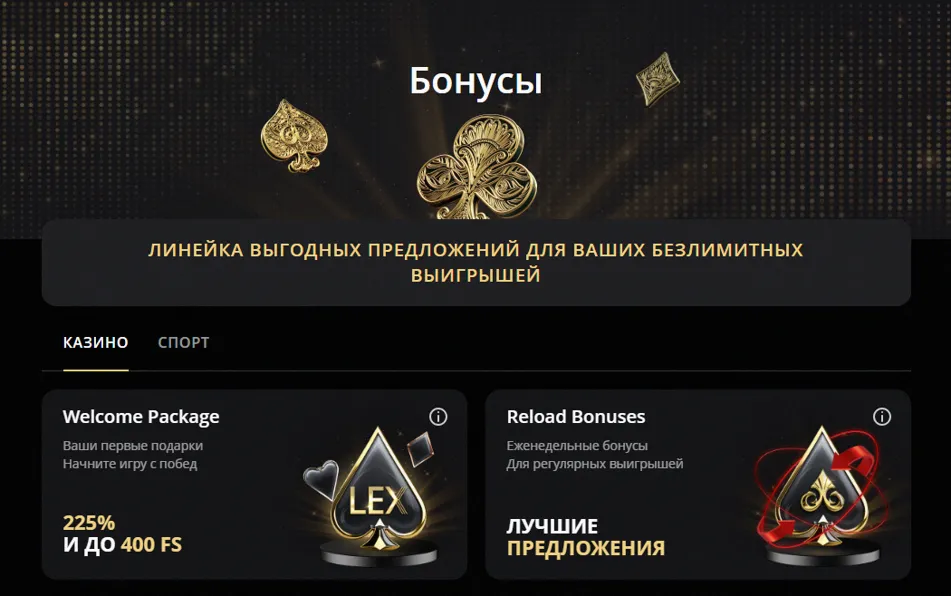 Бонусы
ЛИНЕЙКА ВЫГОДНЫХ ПРЕДЛОЖЕНИЙ ДЛЯ ВАШИХ БЕЗЛИМИТНЫХ
ВЫИГРЫШЕЙ
КАЗИНО СПОРТ
Welcome Package
Ваши первые подарки
Начните игру с побед
225%
И ДО 400 FS
LEX
Reload Bonuses
Еженедельные бонусы
Для регулярных выигрышей
ЛУЧШИЕ
ПРЕДЛОЖЕНИЯ